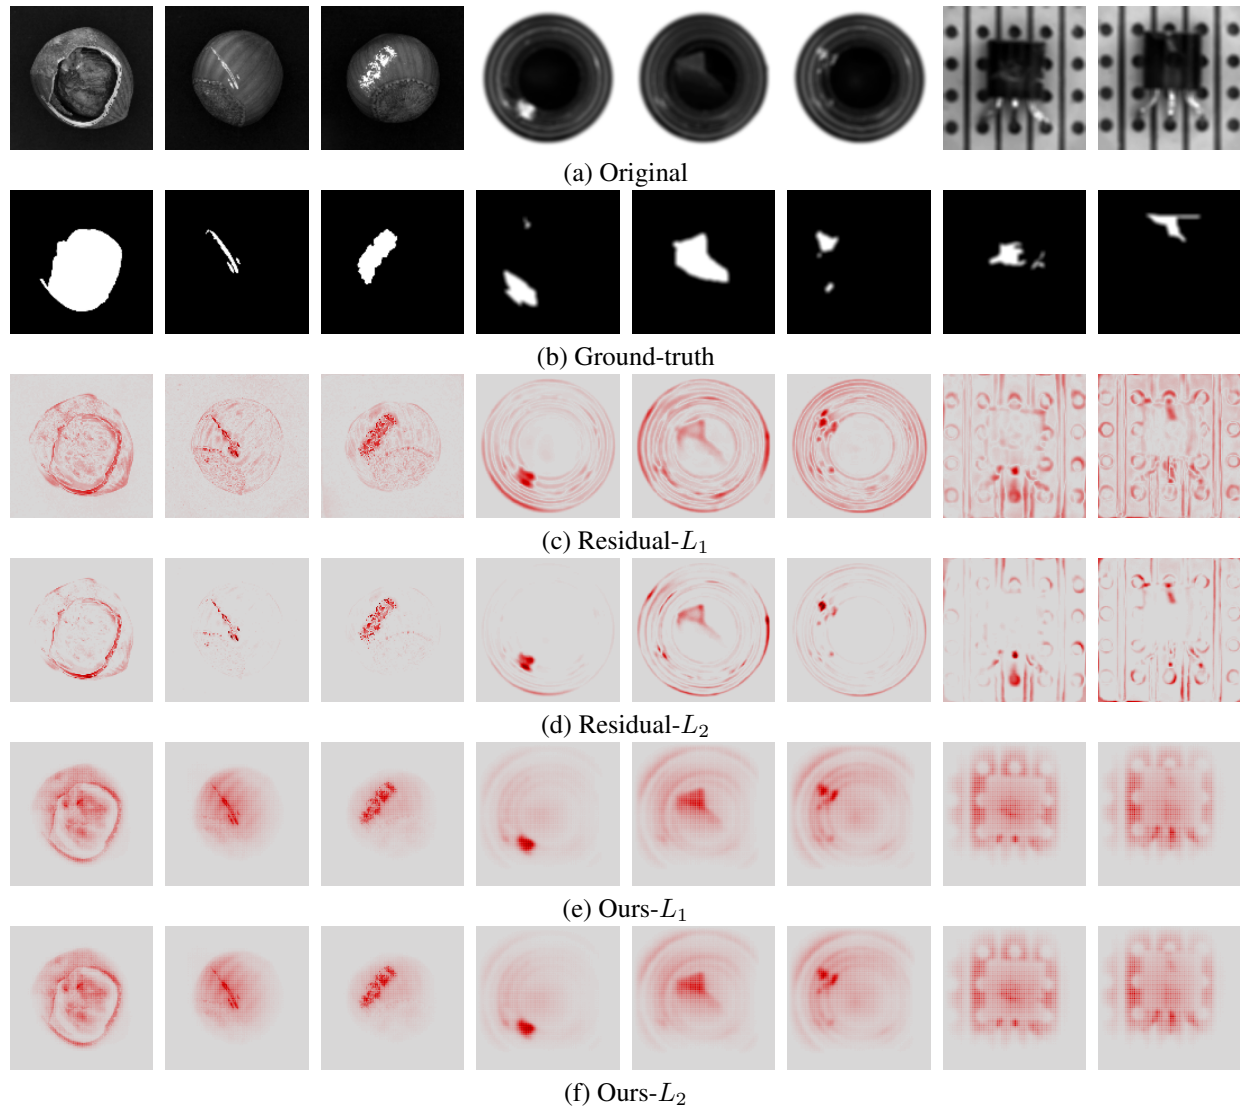 (a) Original
(b) Ground-truth
(c) Residual-L₁
(d) Residual-L₂
(e) Ours-L₁
(f) Ours-L₂